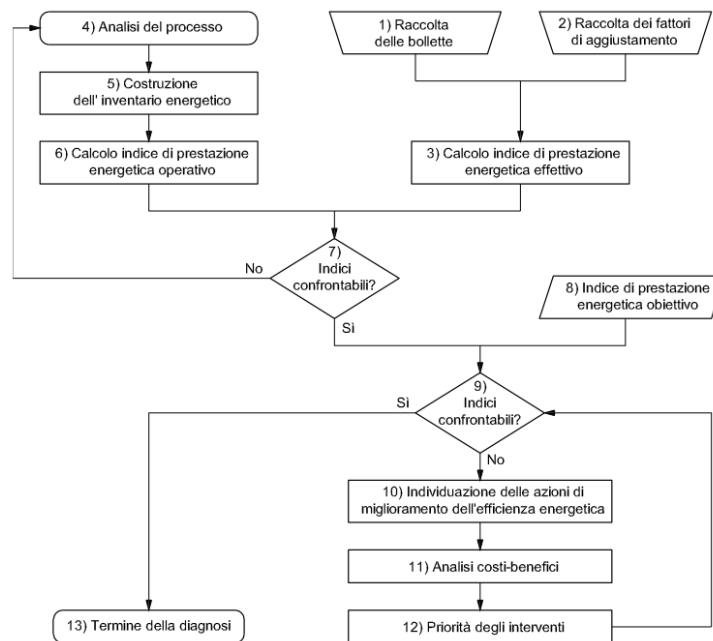 4) Analisi del processo
1) Raccolta
delle bollette
2) Raccolta dei fattori
di aggiustamento
5) Costruzione
dell' inventario energetico
6) Calcolo indice di prestazione
energetica operativo
3) Calcolo indice di prestazione
energetica effettivo
7)
Indici
confrontabili?
No
Sì
8) Indice di prestazione
energetica obiettivo
9)
Indici
confrontabili?
Sì
No
10) Individuazione delle azioni di
miglioramento dell'efficienza energetica
11) Analisi costi-benefici
12) Priorità degli interventi
13) Termine della diagnosi